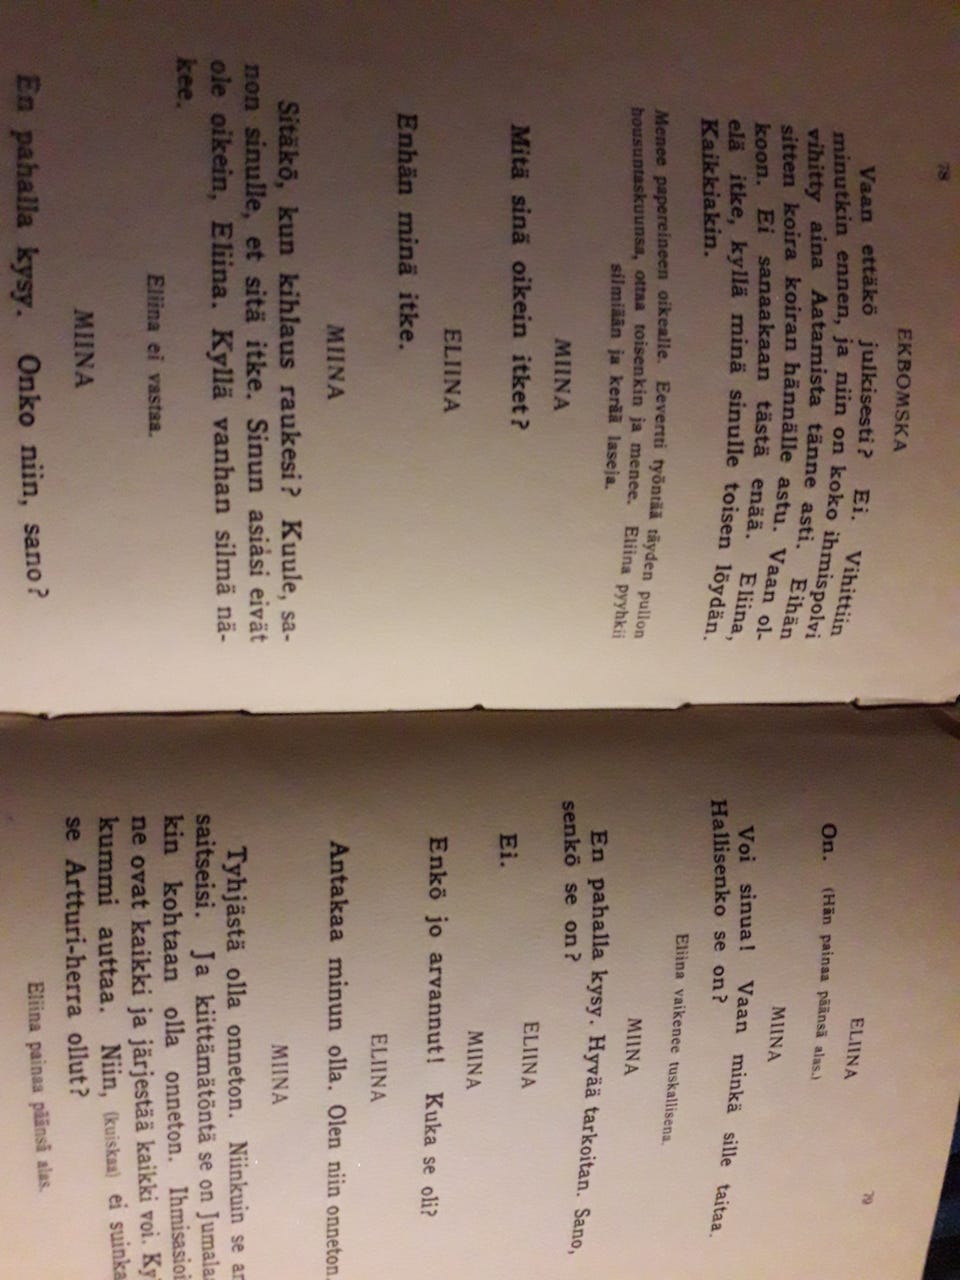 78
EKBOMSKA
Vaan ettäkö julkisesti? Ei. Vihittiin
minutkin ennen, ja niin on koko ihmispolvi
vihitty aina Aatamista tänne asti. Eihän
sitten koira koiran hännälle astu. Vaan ol-
koon. Ei sanaakaan tästä enää. Eliina,
elä itke, kyllä minä sinulle toisen löydän.
Kaikkiakin.
Menee papereineen oikealle. Eevertti työntää täyden pullon
housuntaskuunsa, ottaa toisenkin ja menee. Eliina pyyhkii
silmiään ja kerää laseja.
MIINA
Mitä sinä oikein itket?
ELIINA
Enhän minä itke.
MIINA
Sitäkö, kun kihlaus raukesi? Kuule, sa-
non sinulle, et sitä itke. Sinun asiasi eivät
ole oikein, Eliina. Kyllä vanhan silmä nä-
kee.
Eliina ei vastaa.
MIINA
En pahalla kysy. Onko niin, sano?
79
ELIINA
On. (Hän painaa päänsä alas.)
MIINA
Voi sinua! Vaan minkä sille taitaa.
Hallisenko se on?
Eliina vaikenee tuskallisena.
MIINA
En pahalla kysy. Hyvää tarkoitan. Sano,
senkö se on?
ELIINA
Ei.
MIINA
Enkö jo arvannut! Kuka se oli?
ELIINA
Antakaa minun olla. Olen niin onneton.
MIINA
Tyhjästä olla onneton. Niinkuin se
saitseisi. Ja kiittämätöntä se on
kin kohtaan olla onneton.
ne ovat kaikki ja järjestää kaikki voi.
kummi auttaa. Niin, (kuiskaa) ei suinka
se Artturi-herra ollut?
Eliina painaa päänsä alas.